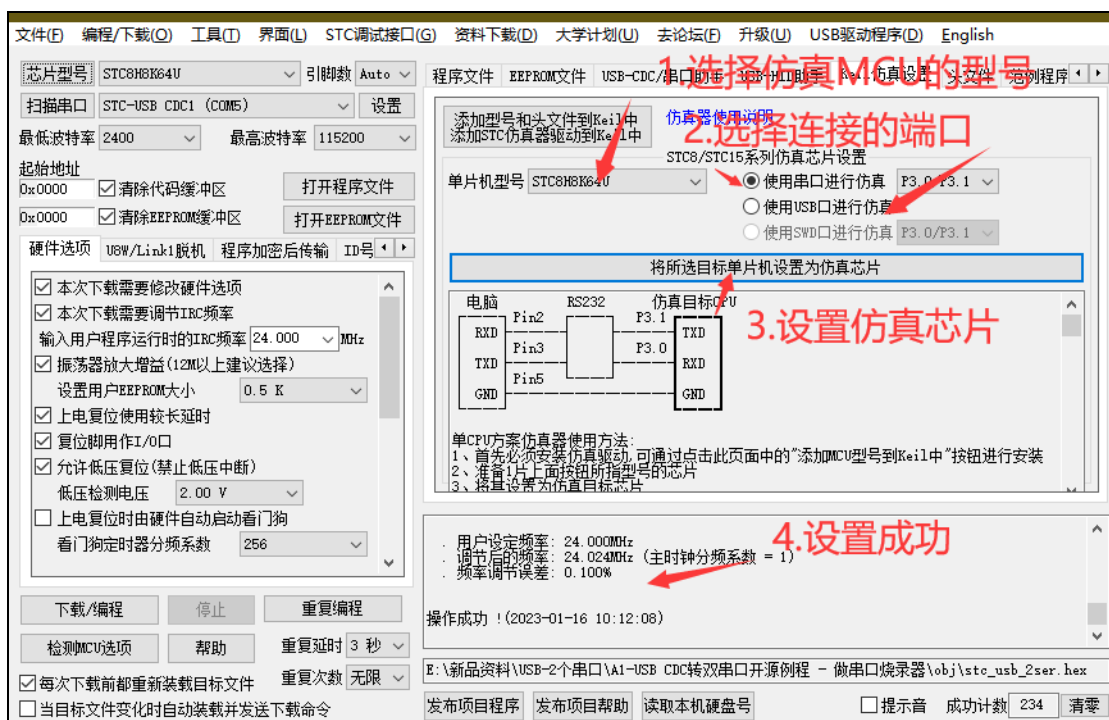 文件(F) 编程/下载(O) 工具(T) 界面(L) STC调试接口(G) 资料下载(D) 大学计划(U) 去论坛(F) 升级(U) USB驱动程序(D) English
芯片型号 STC8H8K64U 引脚数 Auto
扫描串口 STC-USB CDC1 (COM5) 设置
最低波特率 2400 最高波特率 115200
起始地址
0x0000 清除代码缓冲区 打开程序文件
0x0000 清除EEPROM缓冲区 打开EEPROM文件
硬件选项 U8W/Link1脱机 程序加密后传输 ID号
本次下载需要修改硬件选项
本次下载需要调节IRC频率
输入用户程序运行时的IRC频率 24.000 MHz
振荡器放大增益(12M以上建议选择)
设置用户EEPROM大小 0.5 K
上电复位使用较长延时
复位脚用作I/O口
允许低压复位(禁止低压中断)
低压检测电压 2.00 V
上电复位时由硬件自动启动看门狗
看门狗定时器分频系数 256
下载/编程 停止 重复编程
检测MCU选项 帮助 重复延时 3 秒
重复次数 无限
每次下载前都重新装载目标文件
当目标文件变化时自动装载并发送下载命令
程序文件 EEPROM文件 USB-CDC/串口助手 USB-HID助手 Keil仿真设置 头文件 范例程序
1.选择仿真MCU的型号
添加型号和头文件到Keil中
添加STC仿真器驱动到Keil中
仿真器使用说明
2.选择连接的端口
STC8/STC15系列仿真芯片设置
单片机型号 STC8H8K64U
使用串口进行仿真 P3.0/P3.1
使用USB口进行仿真
使用SWD口进行仿真 P3.0/P3.1
将所选目标单片机设置为仿真芯片
电脑 RS232 仿真目标CPU
RXD Pin2 P3.1 TXD
TXD Pin3 P3.0 RXD
GND Pin5 GND
3.设置仿真芯片
单CPU方案仿真器使用方法:
1、首先必须安装仿真驱动,可通过点击此页面中的"添加MCU型号到Keil中"按钮进行安装
2、准备1片上面按钮所指型号的芯片
3、将其设置为仿真目标芯片
4.设置成功
. 用户设定频率: 24.000MHz
. 调节后的频率: 24.024MHz (主时钟分频系数 = 1)
. 频率调节误差: 0.100%
操作成功 !(2023-01-16 10:12:08)
E:\新品资料\USB-2个串口\A1-USB CDC转双串口开源例程 - 做串口烧录器\obj\stc_usb_2ser.hex
发布项目程序 发布项目帮助 读取本机硬盘号 提示音 成功计数 234 清零